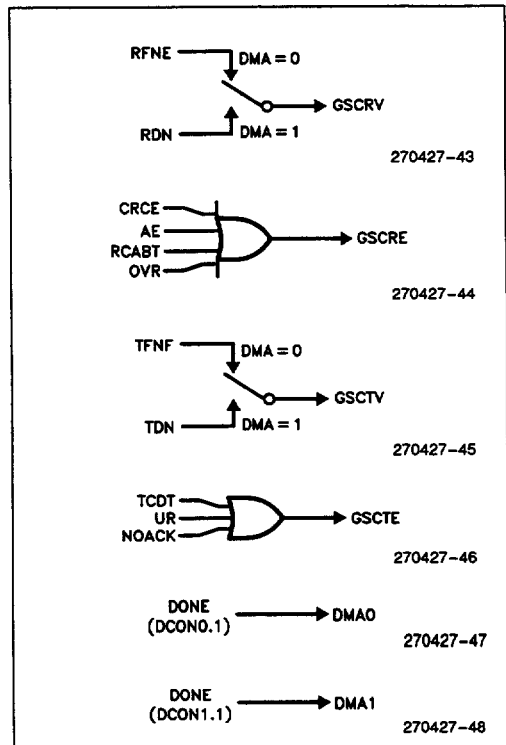 RFNE
DMA = 0
GSCRV
RDN
DMA = 1
270427-43
CRCE
AE
RCABT
OVR
GSCRE
270427-44
TFNF
DMA = 0
GSCTV
TDN
DMA = 1
270427-45
TCDT
UR
NOACK
GSCTE
270427-46
DONE
(DCON0.1)
DMA0
270427-47
DONE
(DCON1.1)
DMA1
270427-48